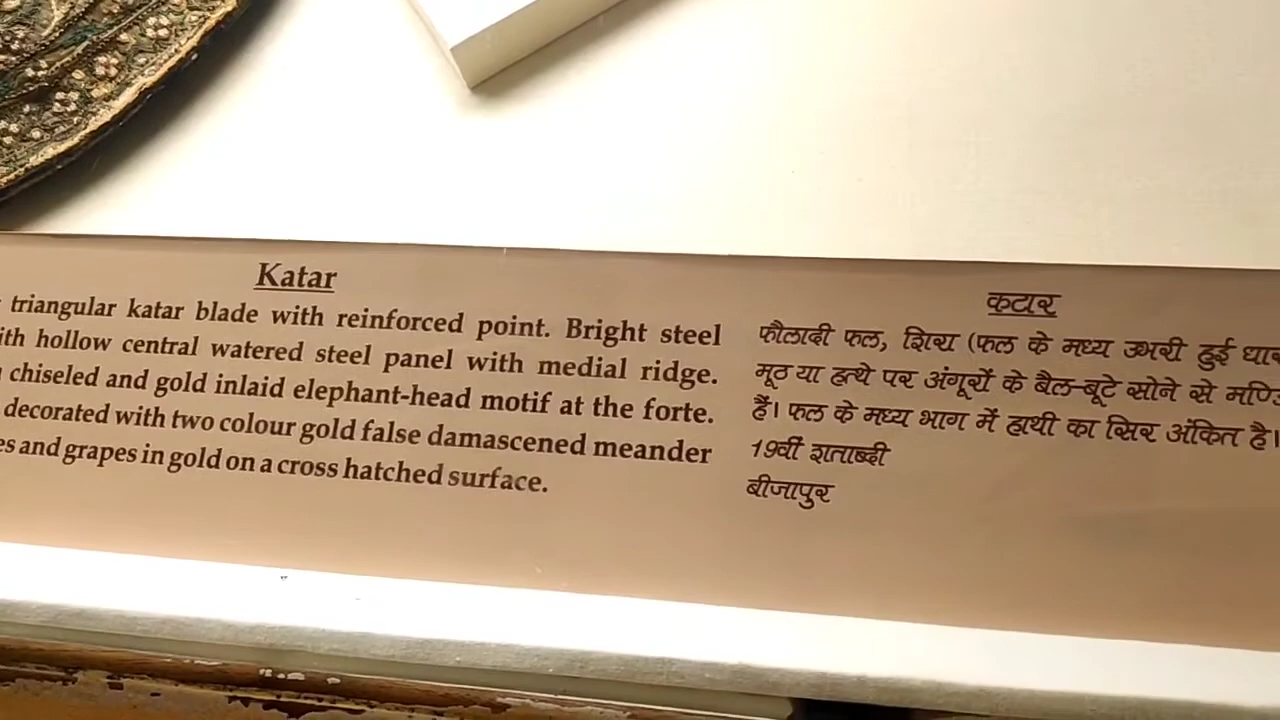 Katar
triangular katar blade with reinforced point. Bright steel
hollow central watered steel panel with medial ridge.
chiseled and gold inlaid elephant-head motif at the forte.
decorated with two colour gold false damascened meander
and grapes in gold on a cross hatched surface.
कटार
फौलादी फल, शिरा (फल के मध्य उभरी हुई
मूठ या हत्थे पर अंगूरों के बैल-बूटे सोने से
हैं। फल के मध्य भाग में हाथी का सिर अंकित है।
19वीं शताब्दी
बीजापुर